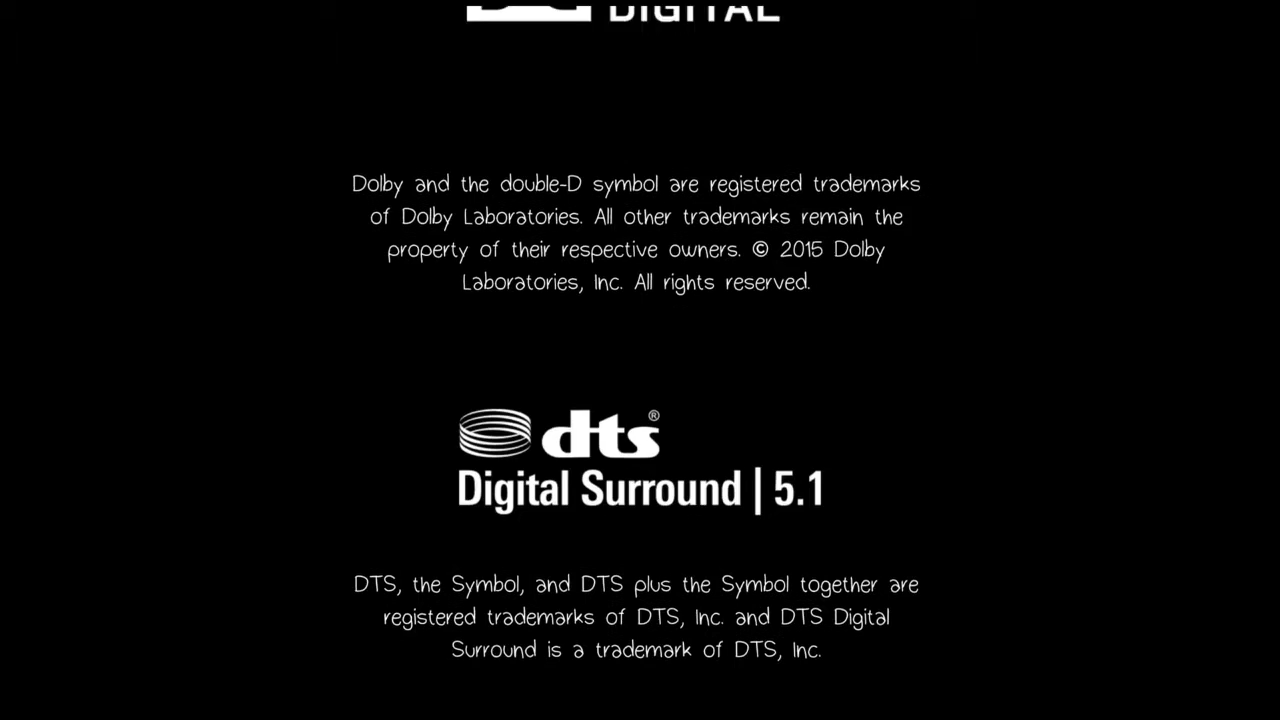 DIGITAL
Dolby and the double-D symbol are registered trademarks
of Dolby Laboratories. All other trademarks remain the
property of their respective owners. © 2015 Dolby
Laboratories, Inc. All rights reserved.
dts®
Digital Surround | 5.1
DTS, the Symbol, and DTS plus the Symbol together are
registered trademarks of DTS, Inc. and DTS Digital
Surround is a trademark of DTS, Inc.